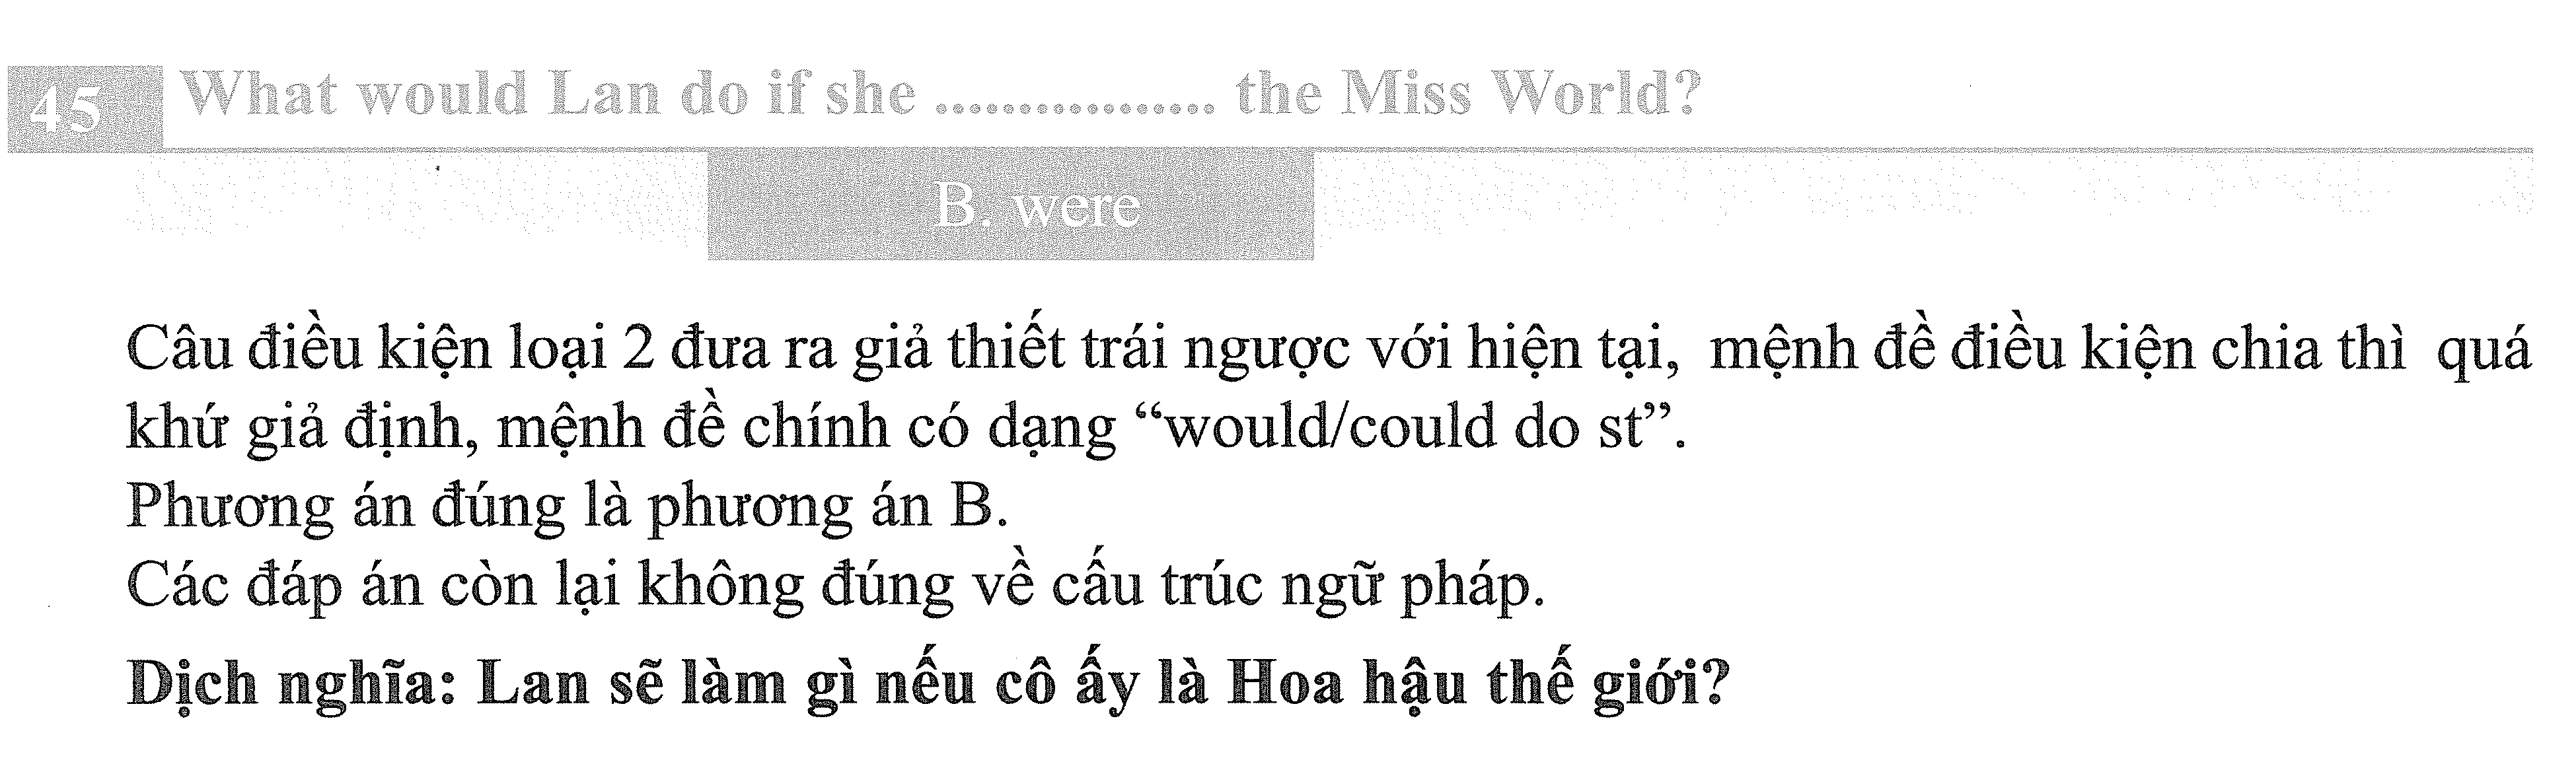 45 What would Lan do if she ................ the Miss World?
B. were
Câu điều kiện loại 2 đưa ra giả thiết trái ngược với hiện tại, mệnh đề điều kiện chia thì quá
khứ giả định, mệnh đề chính có dạng “would/could do st”.
Phương án đúng là phương án B.
Các đáp án còn lại không đúng về cấu trúc ngữ pháp.
Dịch nghĩa: Lan sẽ làm gì nếu cô ấy là Hoa hậu thế giới?